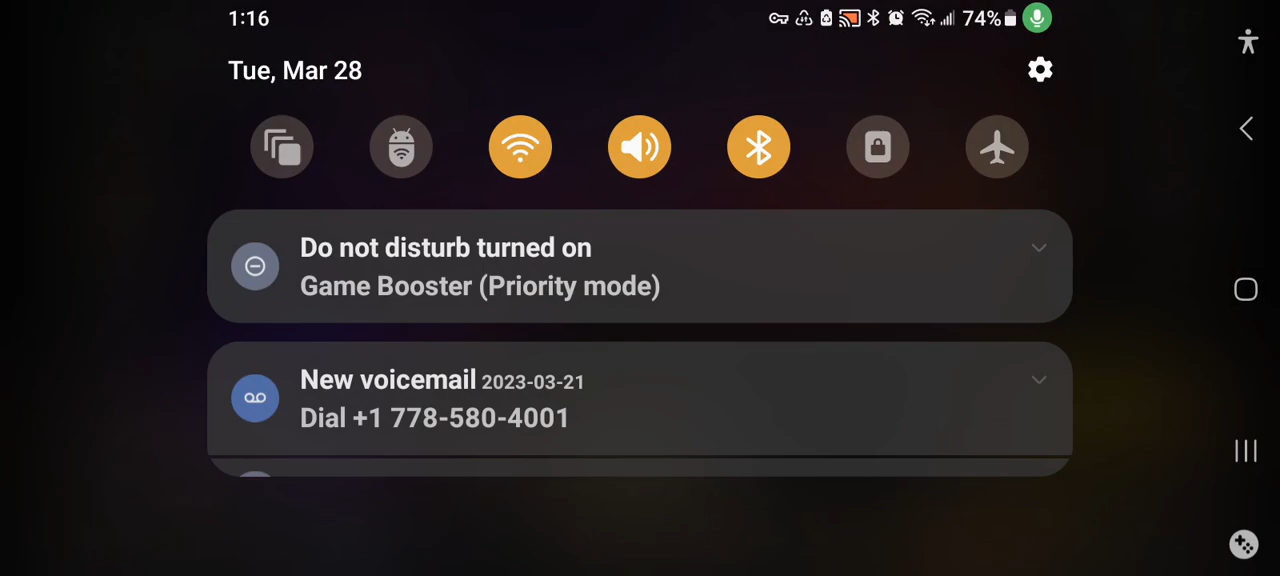 1:16
74%
Tue, Mar 28
Do not disturb turned on
Game Booster (Priority mode)
New voicemail 2023-03-21
Dial +1 778-580-4001